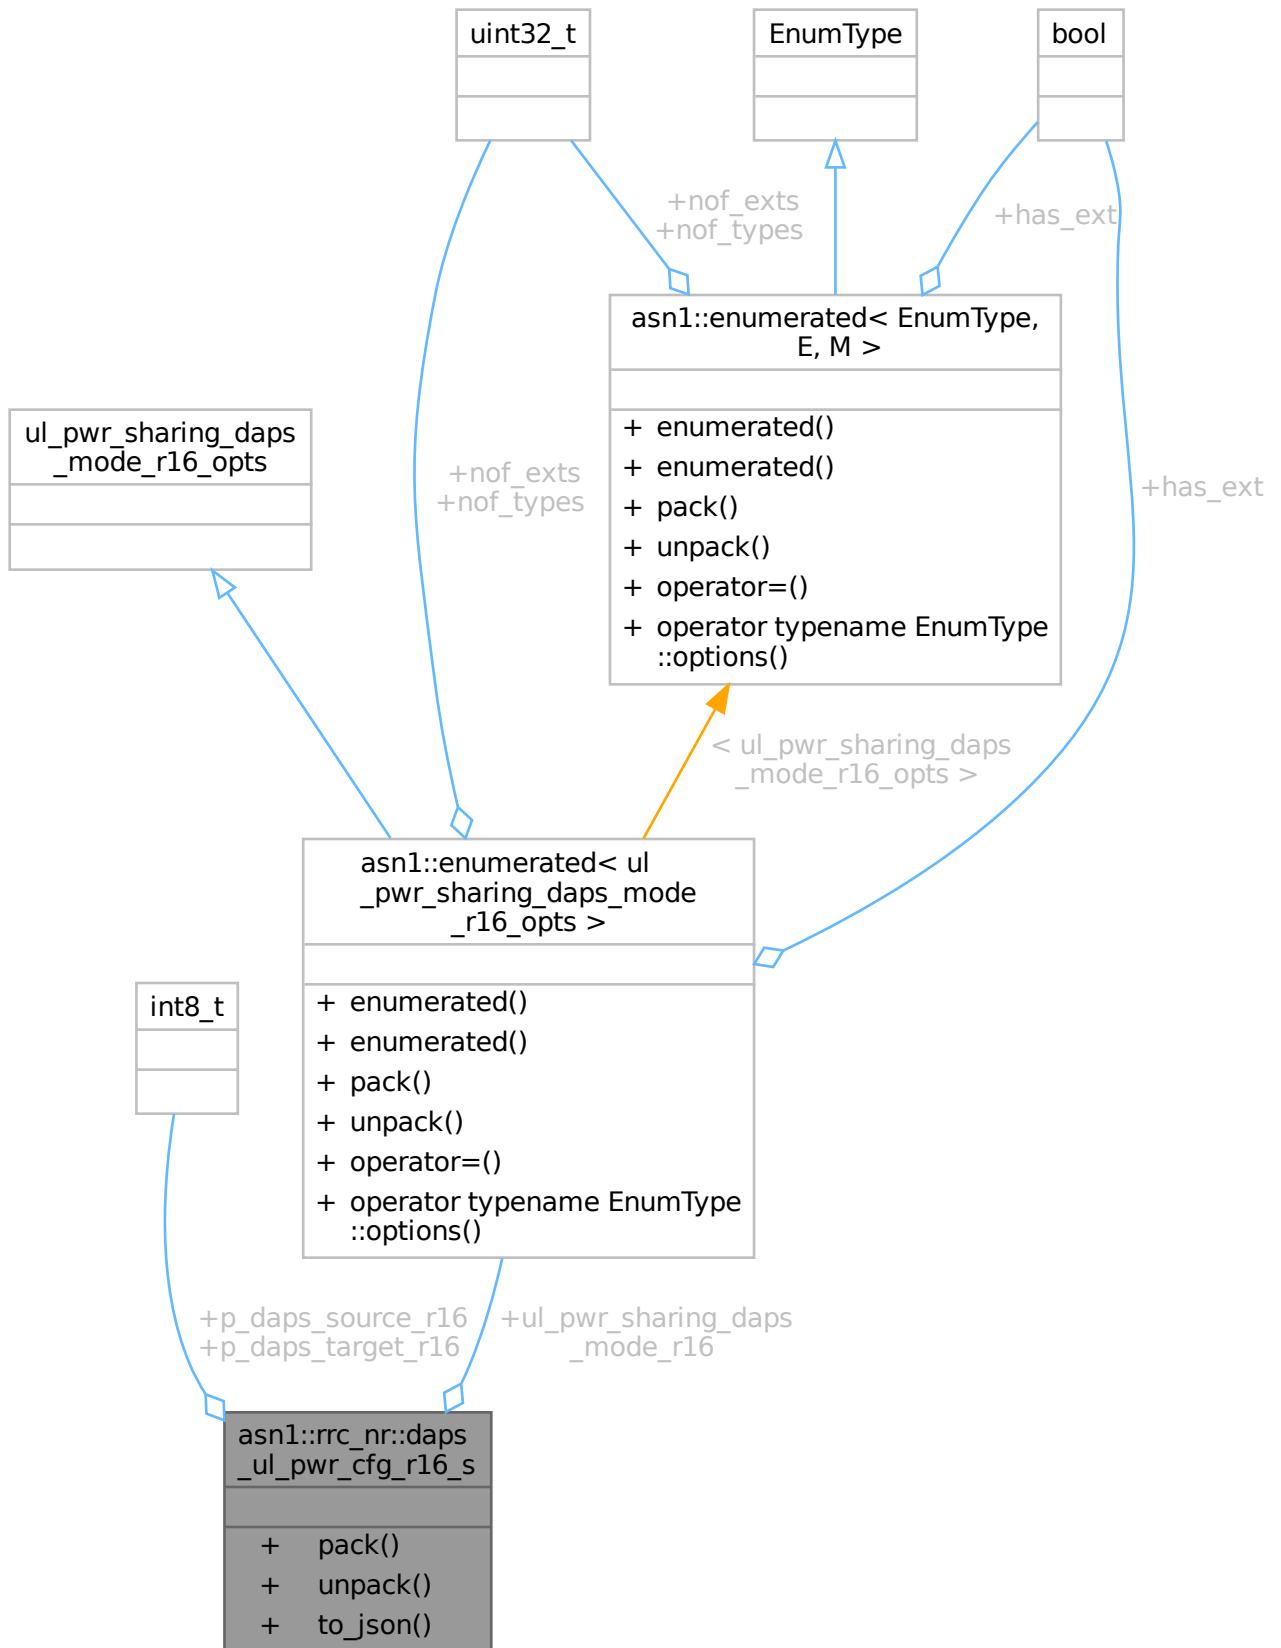 uint32_t
EnumType
bool
+nof_exts
+nof_types
+has_ext
asn1::enumerated< EnumType,
E, M >
+ enumerated()
+ enumerated()
+ pack()
+ unpack()
+ operator=()
+ operator typename EnumType
::options()
ul_pwr_sharing_daps
_mode_r16_opts
+nof_exts
+nof_types
+has_ext
< ul_pwr_sharing_daps
_mode_r16_opts >
asn1::enumerated< ul
_pwr_sharing_daps_mode
_r16_opts >
+ enumerated()
+ enumerated()
+ pack()
+ unpack()
+ operator=()
+ operator typename EnumType
::options()
int8_t
+p_daps_source_r16
+p_daps_target_r16
+ul_pwr_sharing_daps
_mode_r16
asn1::rrc_nr::daps
_ul_pwr_cfg_r16_s
+ pack()
+ unpack()
+ to_json()